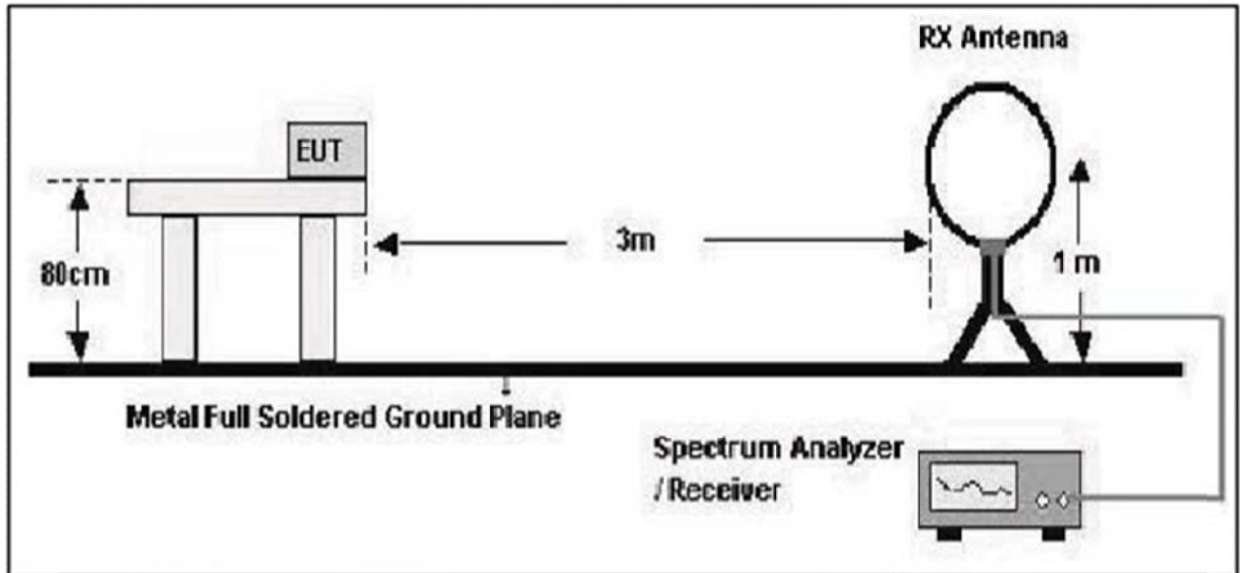 RX Antenna
EUT
3m
80cm
1 m
Metal Full Soldered Ground Plane
Spectrum Analyzer
/ Receiver